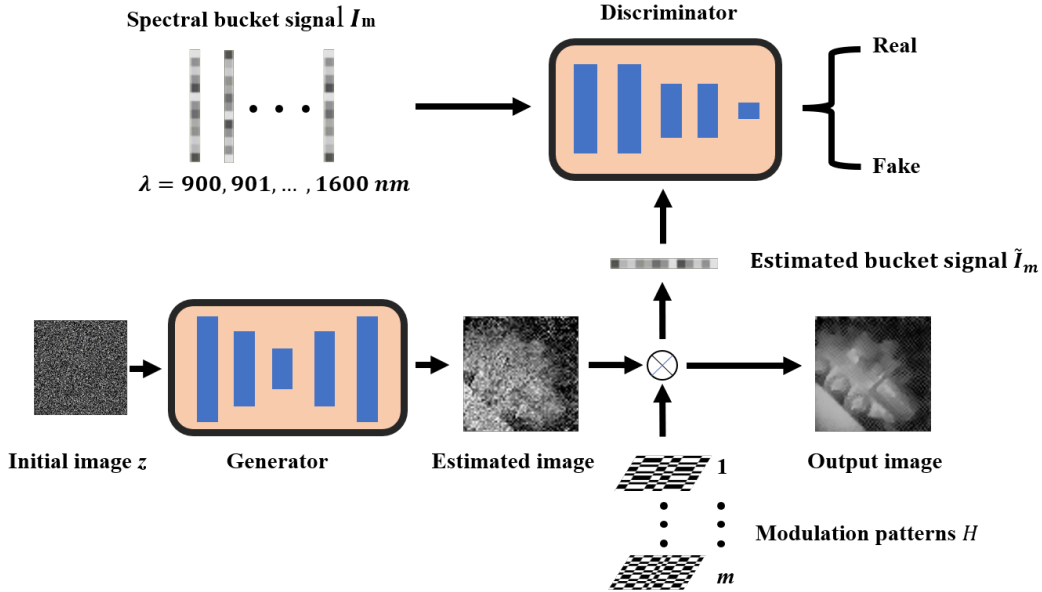 Spectral bucket signal I_m
Discriminator
Real
Fake
λ = 900, 901, … , 1600 nm
Estimated bucket signal Ĩ_m
Initial image z
Generator
Estimated image
1
Output image
Modulation patterns H
m